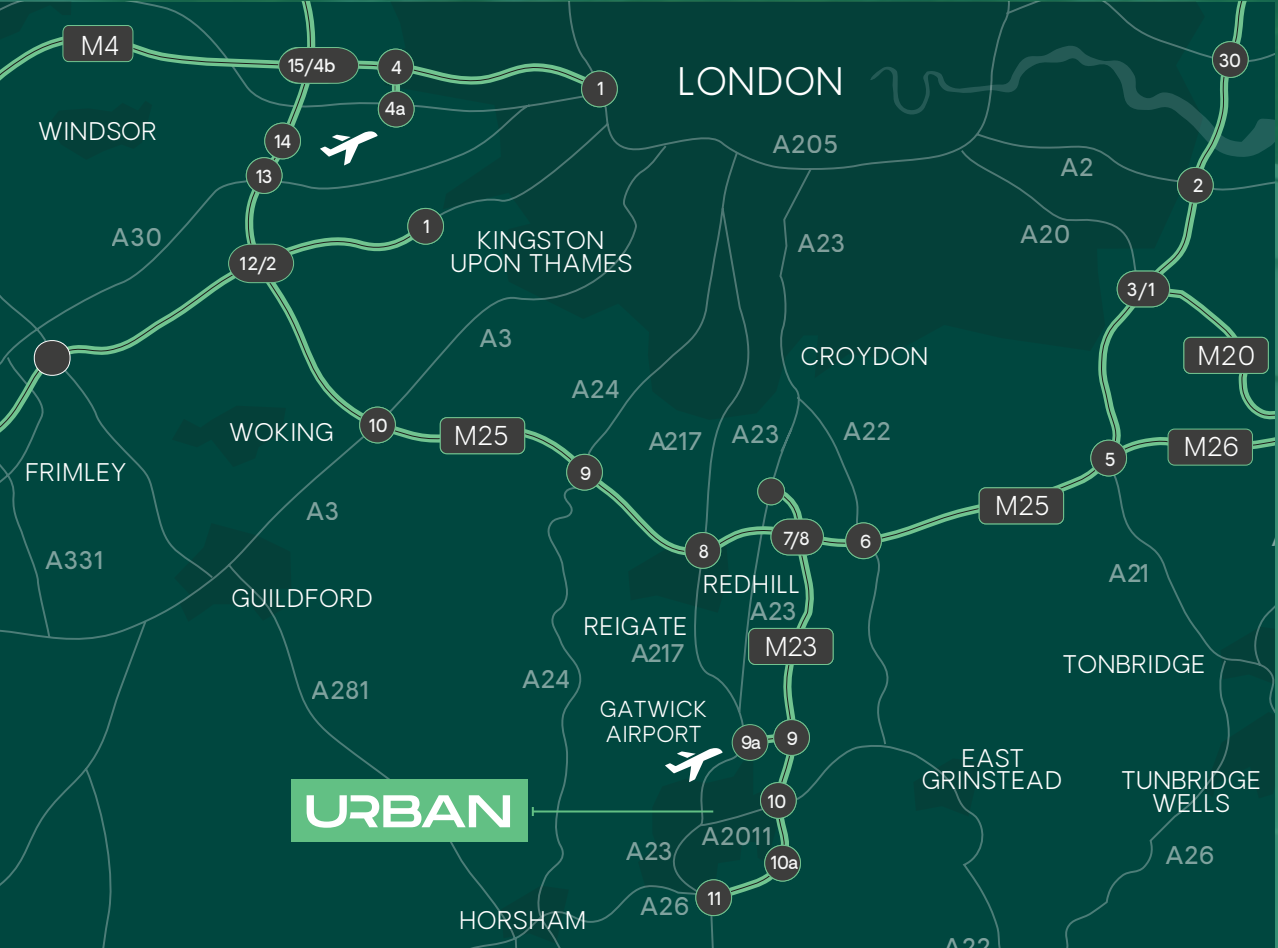 M4
15/4b
4
1
LONDON
30
4a
WINDSOR
14
A205
13
A2
2
A30
1
KINGSTON
UPON THAMES
A23
A20
12/2
3/1
A3
CROYDON
M20
A24
WOKING
10
M25
A217
A23
A22
M26
FRIMLEY
9
5
A3
M25
7/8
6
8
A331
REDHILL
A21
GUILDFORD
A23
REIGATE
A217
M23
TONBRIDGE
A24
A281
GATWICK
AIRPORT
9a
9
EAST
GRINSTEAD
TUNBRIDGE
WELLS
10
URBAN
A2011
A23
10a
A26
11
A26
HORSHAM
A22